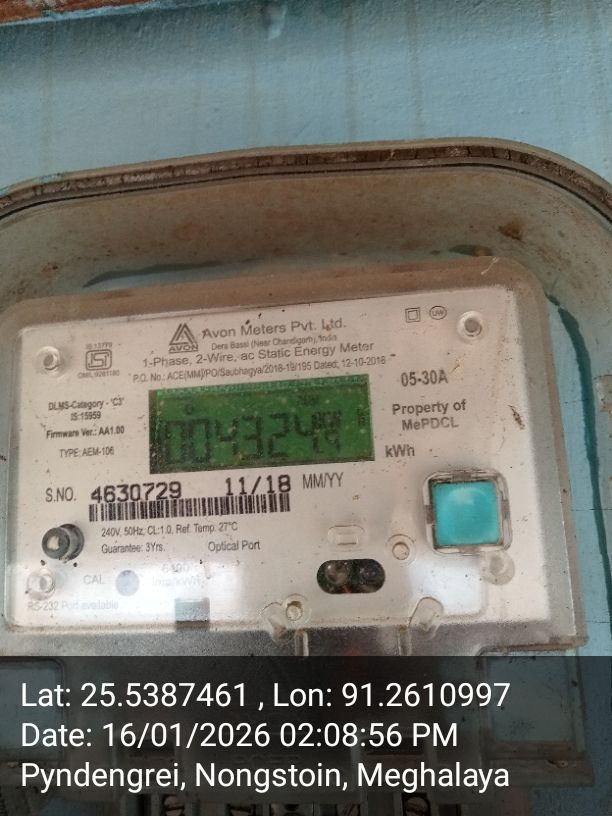 Avon Meters Pvt. Ltd.
Dera Bassi (Near Chandigarh), India
1-Phase, 2-Wire, ac Static Energy Meter
P.O. No.: ACE(MM)/PO/Saubhagya/2018-19/195 Dated: 12-10-2018
AVON
UW
05-30A
DLMS-Category - 'C3'
IS:15959
Firmware Ver.: AA1.00
TYPE: AEM-106
Property of
MePDCL
kWh
S.NO. 4630729 11/18 MM/YY
240V, 50Hz, CL:1.0, Ref. Temp. 27°C
Guarantee: 3Yrs. Optical Port
CAL
RS-232 Port available
Lat: 25.5387461 , Lon: 91.2610997
Date: 16/01/2026 02:08:56 PM
Pyndengrei, Nongstoin, Meghalaya